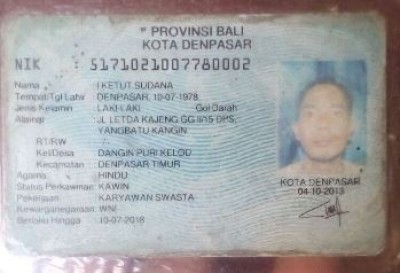 PROVINSI BALI
KOTA DENPASAR
NIK : 5171021007780002
Nama : I KETUT SUDANA
Tempat/Tgl Lahir : DENPASAR, 10-07-1978
Jenis Kelamin : LAKI-LAKI Gol Darah
Alamat : JL LETDA KAJENG GG II/15 DPS,
YANGBATU KANGIN
RT/RW :
Kel/Desa : DANGIN PURI KELOD
Kecamatan : DENPASAR TIMUR
Agama : HINDU
Status Perkawinan : KAWIN
Pekerjaan : KARYAWAN SWASTA
Kewarganegaraan : WNI
Berlaku Hingga : 10-07-2018
KOTA DENPASAR
04-10-2013